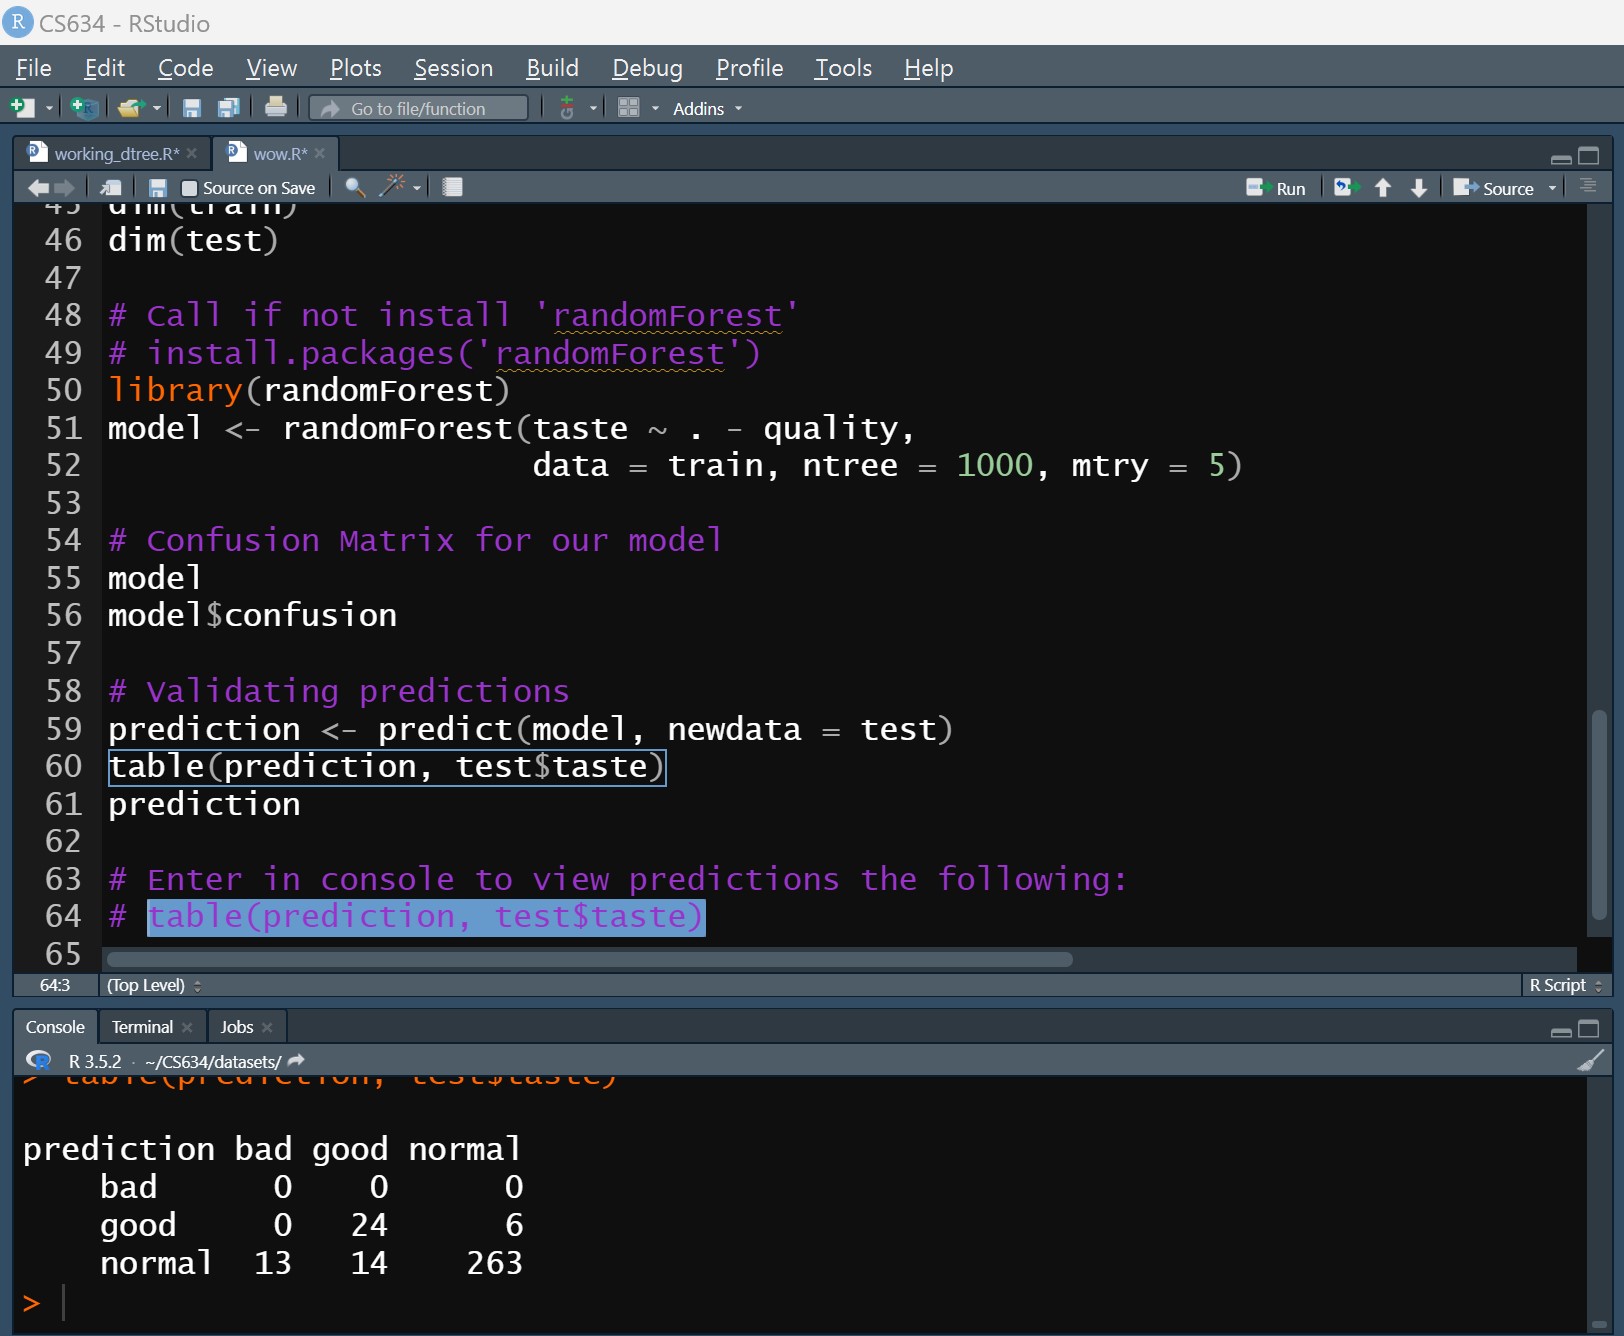 R CS634 - RStudio
File Edit Code View Plots Session Build Debug Profile Tools Help
Go to file/function Addins
working_dtree.R* wow.R*
Source on Save Run Source
45 dim(train)
46 dim(test)
47
48 # Call if not install 'randomForest'
49 # install.packages('randomForest')
50 library(randomForest)
51 model <- randomForest(taste ~ . - quality,
52 data = train, ntree = 1000, mtry = 5)
53
54 # Confusion Matrix for our model
55 model
56 model$confusion
57
58 # Validating predictions
59 prediction <- predict(model, newdata = test)
60 table(prediction, test$taste)
61 prediction
62
63 # Enter in console to view predictions the following:
64 # table(prediction, test$taste)
65
64:3 (Top Level) R Script
Console Terminal Jobs
R 3.5.2 · ~/CS634/datasets/
> table(prediction, test$taste)
prediction bad good normal
bad 0 0 0
good 0 24 6
normal 13 14 263
>